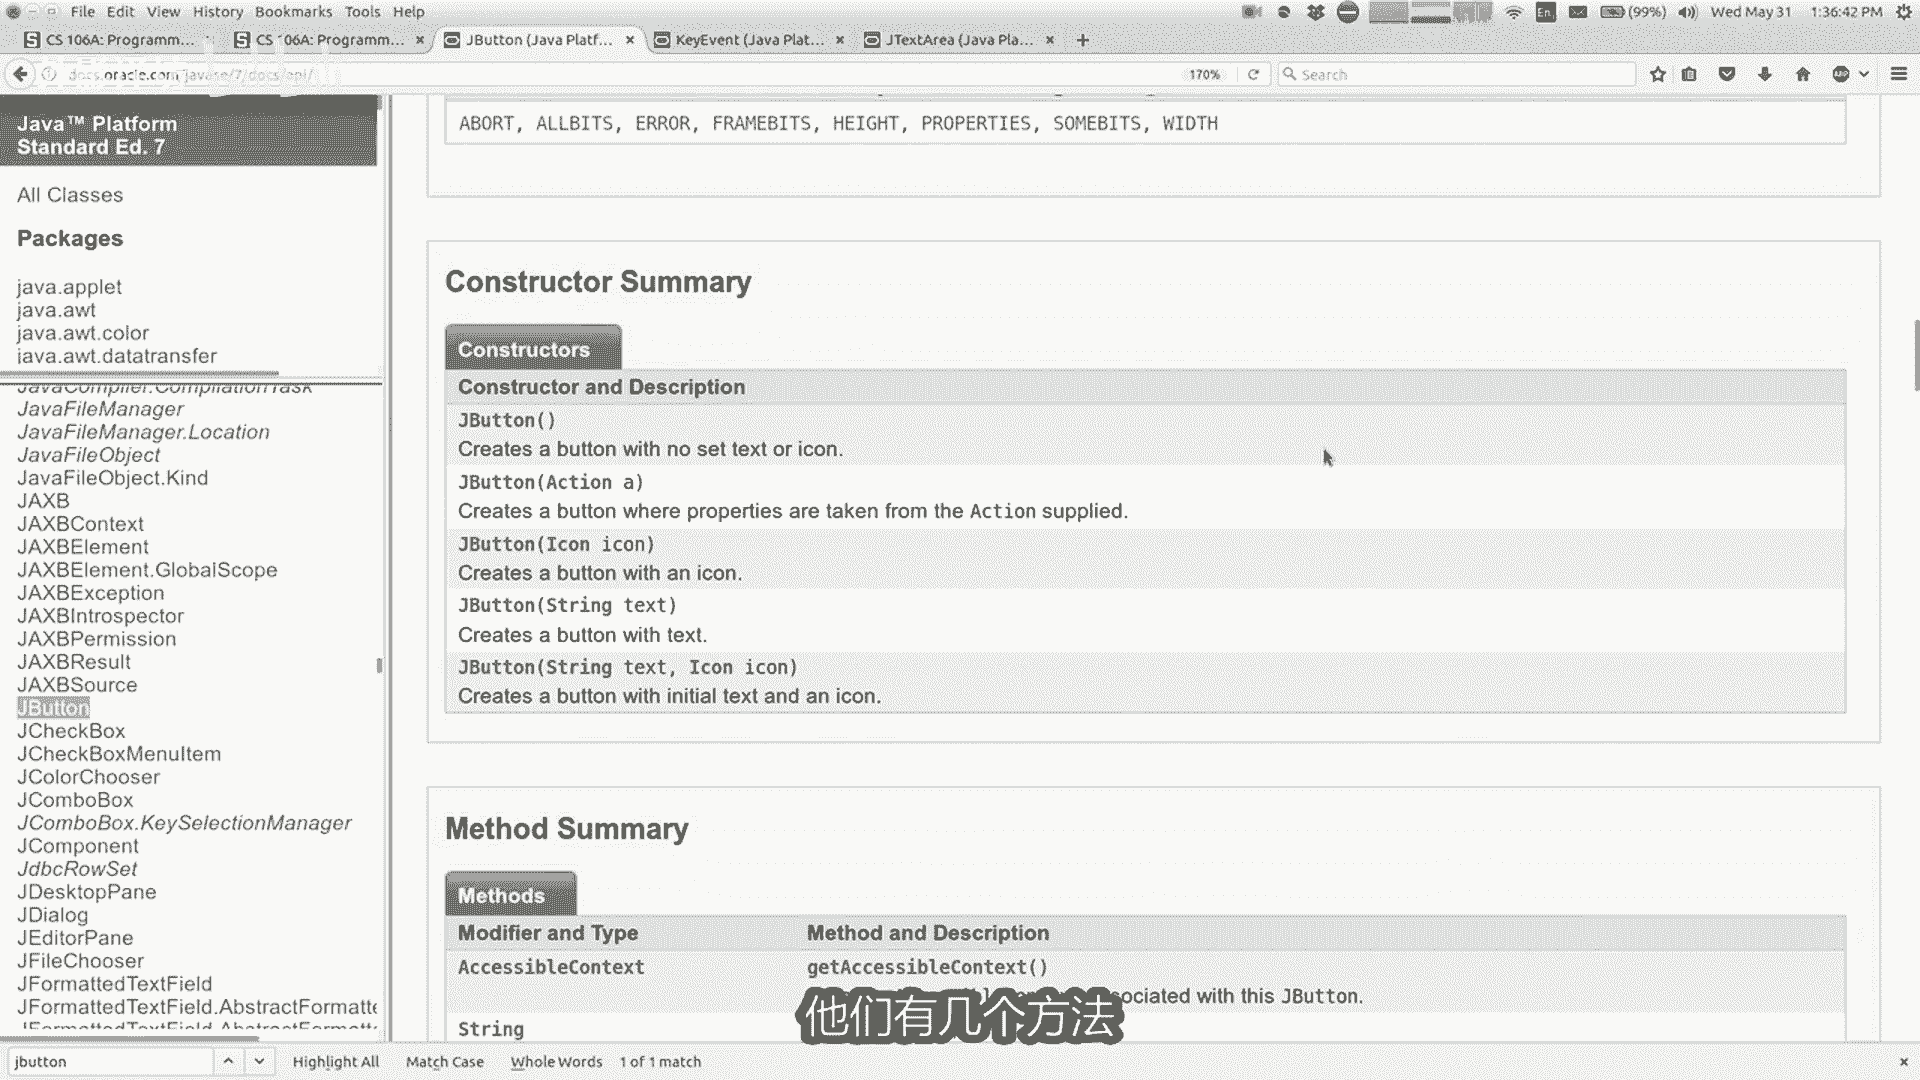 File Edit View History Bookmarks Tools Help
En
(99%)
Wed May 31
1:36:42 PM
CS 106A: Programm...
CS 106A: Programm...
JButton (Java Platf...
KeyEvent (Java Plat...
JTextArea (Java Pla...
docs.oracle.com/javase/7/docs/api/
170%
Search
ABP
Java™ Platform
Standard Ed. 7
All Classes
Packages
java.applet
java.awt
java.awt.color
java.awt.datatransfer
JavaCompiler.CompilationTask
JavaFileManager
JavaFileManager.Location
JavaFileObject
JavaFileObject.Kind
JAXB
JAXBContext
JAXBElement
JAXBElement.GlobalScope
JAXBException
JAXBIntrospector
JAXBPermission
JAXBResult
JAXBSource
JButton
JCheckBox
JCheckBoxMenuItem
JColorChooser
JComboBox
JComboBox.KeySelectionManager
JComponent
JdbcRowSet
JDesktopPane
JDialog
JEditorPane
JFileChooser
JFormattedTextField
JFormattedTextField.AbstractFormatte
JFormattedTextField.AbstractFormatte
ABORT, ALLBITS, ERROR, FRAMEBITS, HEIGHT, PROPERTIES, SOMEBITS, WIDTH
Constructor Summary
Constructors
Constructor and Description
JButton()
Creates a button with no set text or icon.
JButton(Action a)
Creates a button where properties are taken from the Action supplied.
JButton(Icon icon)
Creates a button with an icon.
JButton(String text)
Creates a button with text.
JButton(String text, Icon icon)
Creates a button with initial text and an icon.
Method Summary
Methods
Modifier and Type Method and Description
AccessibleContext getAccessibleContext()
sociated with this JButton.
String
他们有几个方法
jbutton
Highlight All Match Case Whole Words 1 of 1 match